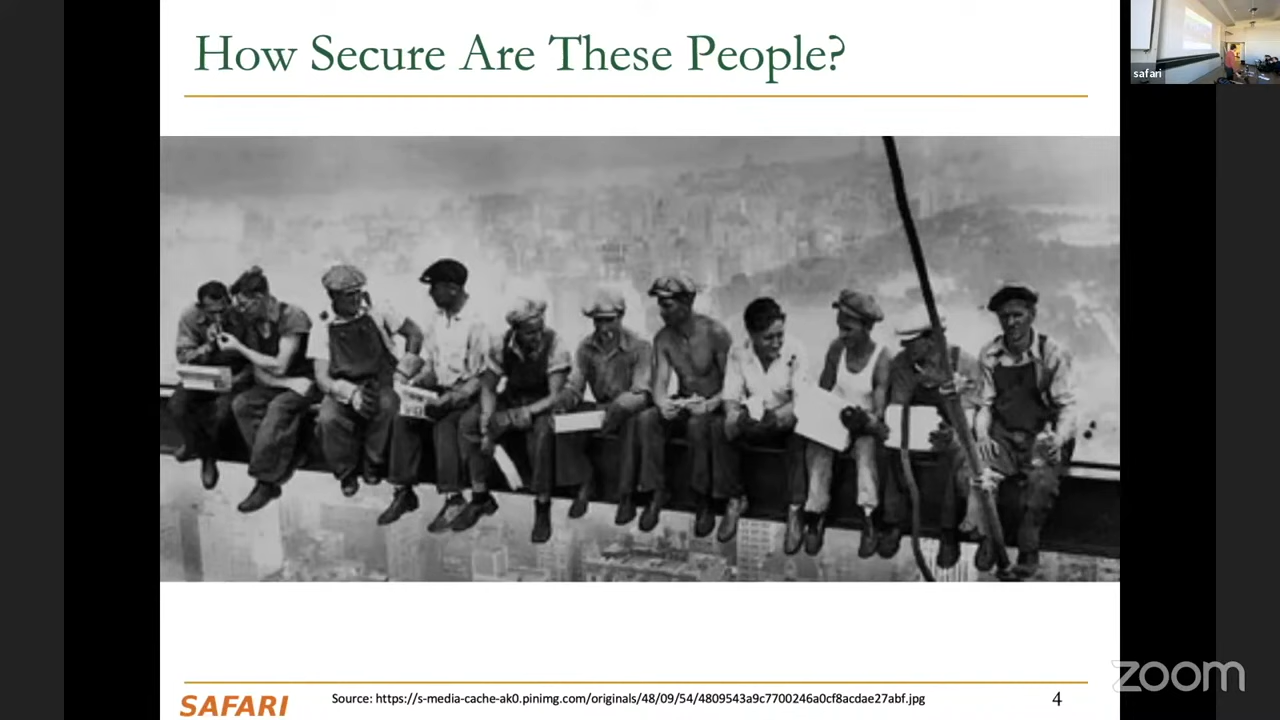 How Secure Are These People?
safari
SAFARI
Source: https://s-media-cache-ak0.pinimg.com/originals/48/09/54/4809543a9c7700246a0cf8acdae27abf.jpg
4
zoom